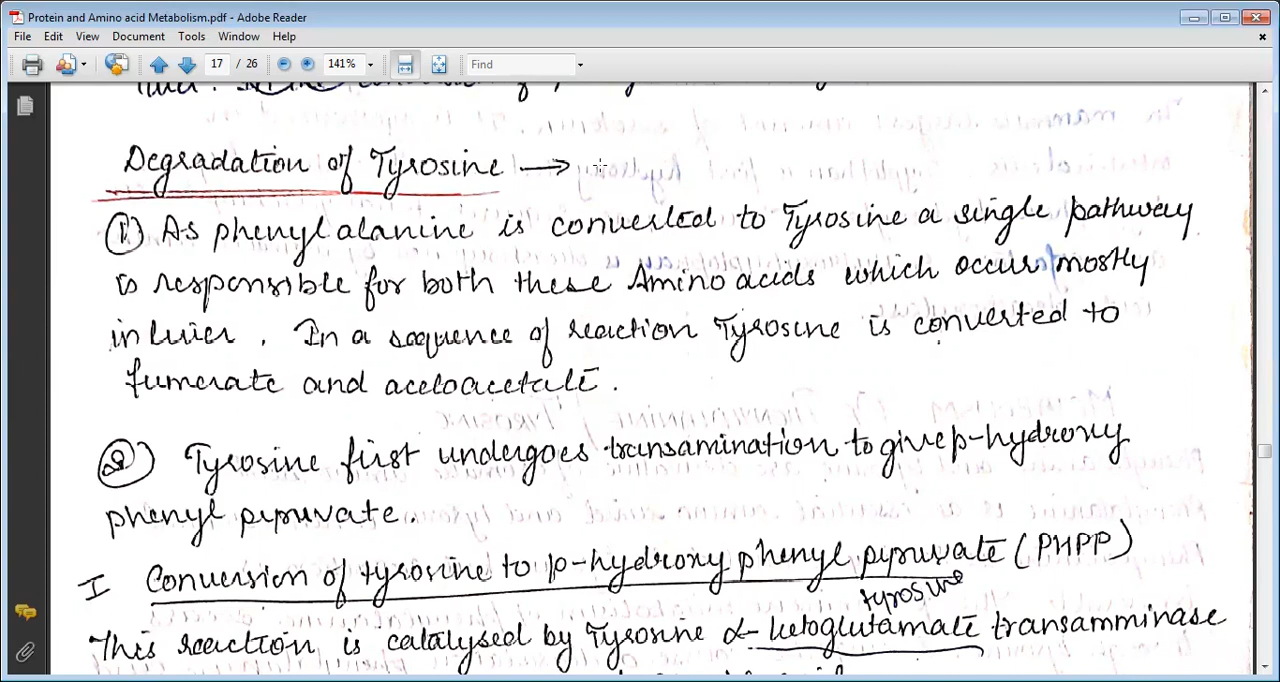 Protein and Amino acid Metabolism.pdf - Adobe Reader
File Edit View Document Tools Window Help
17 / 26 141% Find
Degradation of Tyrosine →
① As phenylalanine is converted to Tyrosine a single pathway
is responsible for both these Amino acids which occur mostly
in liver. In a sequence of reaction Tyrosine is converted to
fumerate and acetoacetate.
②) Tyrosine first undergoes transamination to give p-hydroxy
phenyl pyruvate.
I Conversion of tyrosine to p-hydroxy phenyl pyruvate (PHPP)
tyrosine
This reaction is catalysed by Tyrosine α-ketoglutamate transamminase